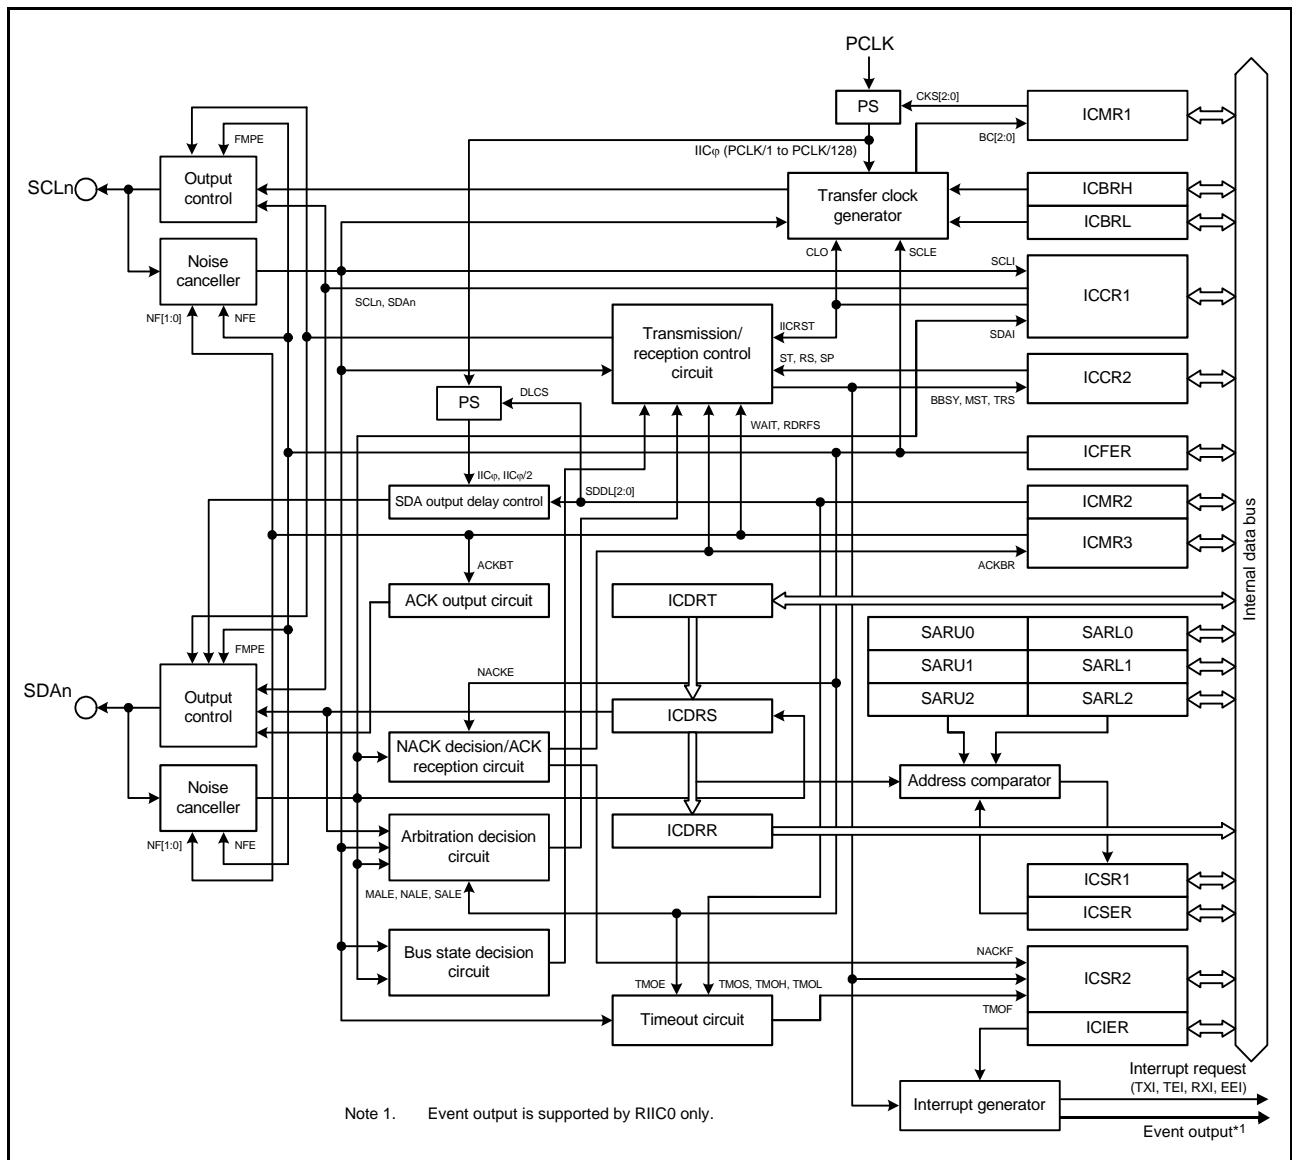 PCLK
PS
CKS[2:0]
ICMR1
BC[2:0]
FMPE
IICφ (PCLK/1 to PCLK/128)
SCLn
Output
control
Transfer clock
generator
ICBRH
ICBRL
CLO
SCLE
Noise
canceller
SCLI
ICCR1
SCLn, SDAn
NF[1:0]
NFE
IICRST
SDAI
Transmission/
reception control
circuit
ST, RS, SP
ICCR2
BBSY, MST, TRS
PS
DLCS
WAIT, RDRFS
ICFER
IICφ, IICφ/2
SDDL[2:0]
SDA output delay control
ICMR2
ICMR3
ACKBR
ACKBT
ACK output circuit
ICDRT
Internal data bus
SARU0
SARL0
SARU1
SARL1
SARU2
SARL2
FMPE
NACKE
SDAn
Output
control
ICDRS
NACK decision/ACK
reception circuit
Noise
canceller
Address comparator
Arbitration decision
circuit
ICDRR
NF[1:0]
NFE
MALE, NALE, SALE
ICSR1
ICSER
Bus state decision
circuit
NACKF
ICSR2
TMOE
TMOS, TMOH, TMOL
TMOF
Timeout circuit
ICIER
Interrupt request
(TXI, TEI, RXI, EEI)
Interrupt generator
Event output*1
Note 1. Event output is supported by RIIC0 only.